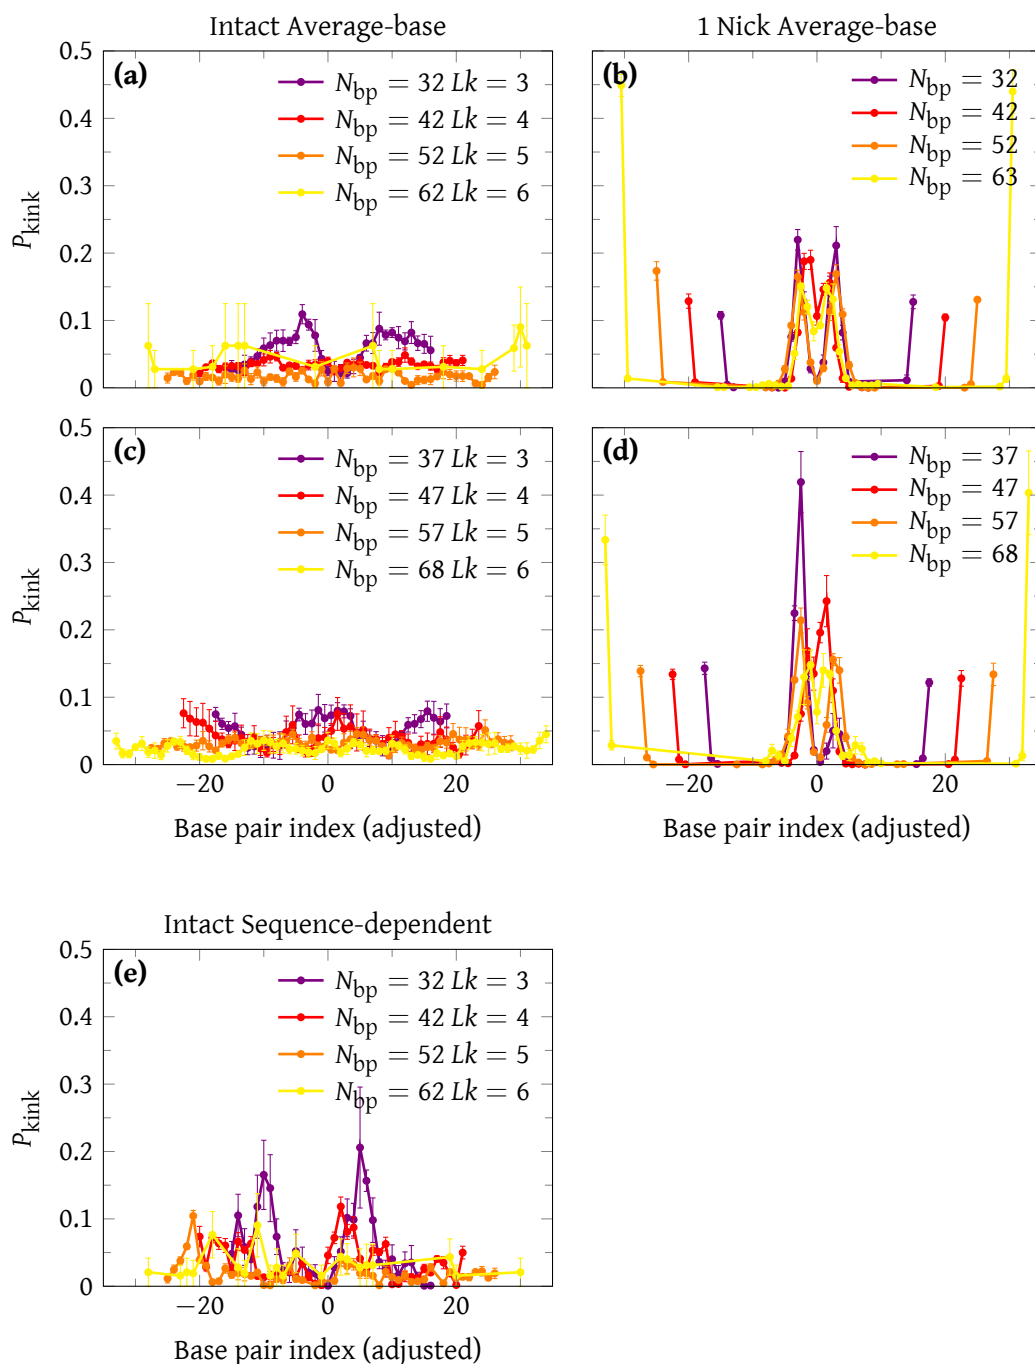 Intact Average-base
1 Nick Average-base
(a)
N_bp = 32 Lk = 3
N_bp = 42 Lk = 4
N_bp = 52 Lk = 5
N_bp = 62 Lk = 6
0.5
0.4
0.3
0.2
0.1
0
P_kink
(b)
N_bp = 32
N_bp = 42
N_bp = 52
N_bp = 63
(c)
N_bp = 37 Lk = 3
N_bp = 47 Lk = 4
N_bp = 57 Lk = 5
N_bp = 68 Lk = 6
0.5
0.4
0.3
0.2
0.1
0
P_kink
−20 0 20
Base pair index (adjusted)
(d)
N_bp = 37
N_bp = 47
N_bp = 57
N_bp = 68
−20 0 20
Base pair index (adjusted)
Intact Sequence-dependent
(e)
N_bp = 32 Lk = 3
N_bp = 42 Lk = 4
N_bp = 52 Lk = 5
N_bp = 62 Lk = 6
0.5
0.4
0.3
0.2
0.1
0
P_kink
−20 0 20
Base pair index (adjusted)